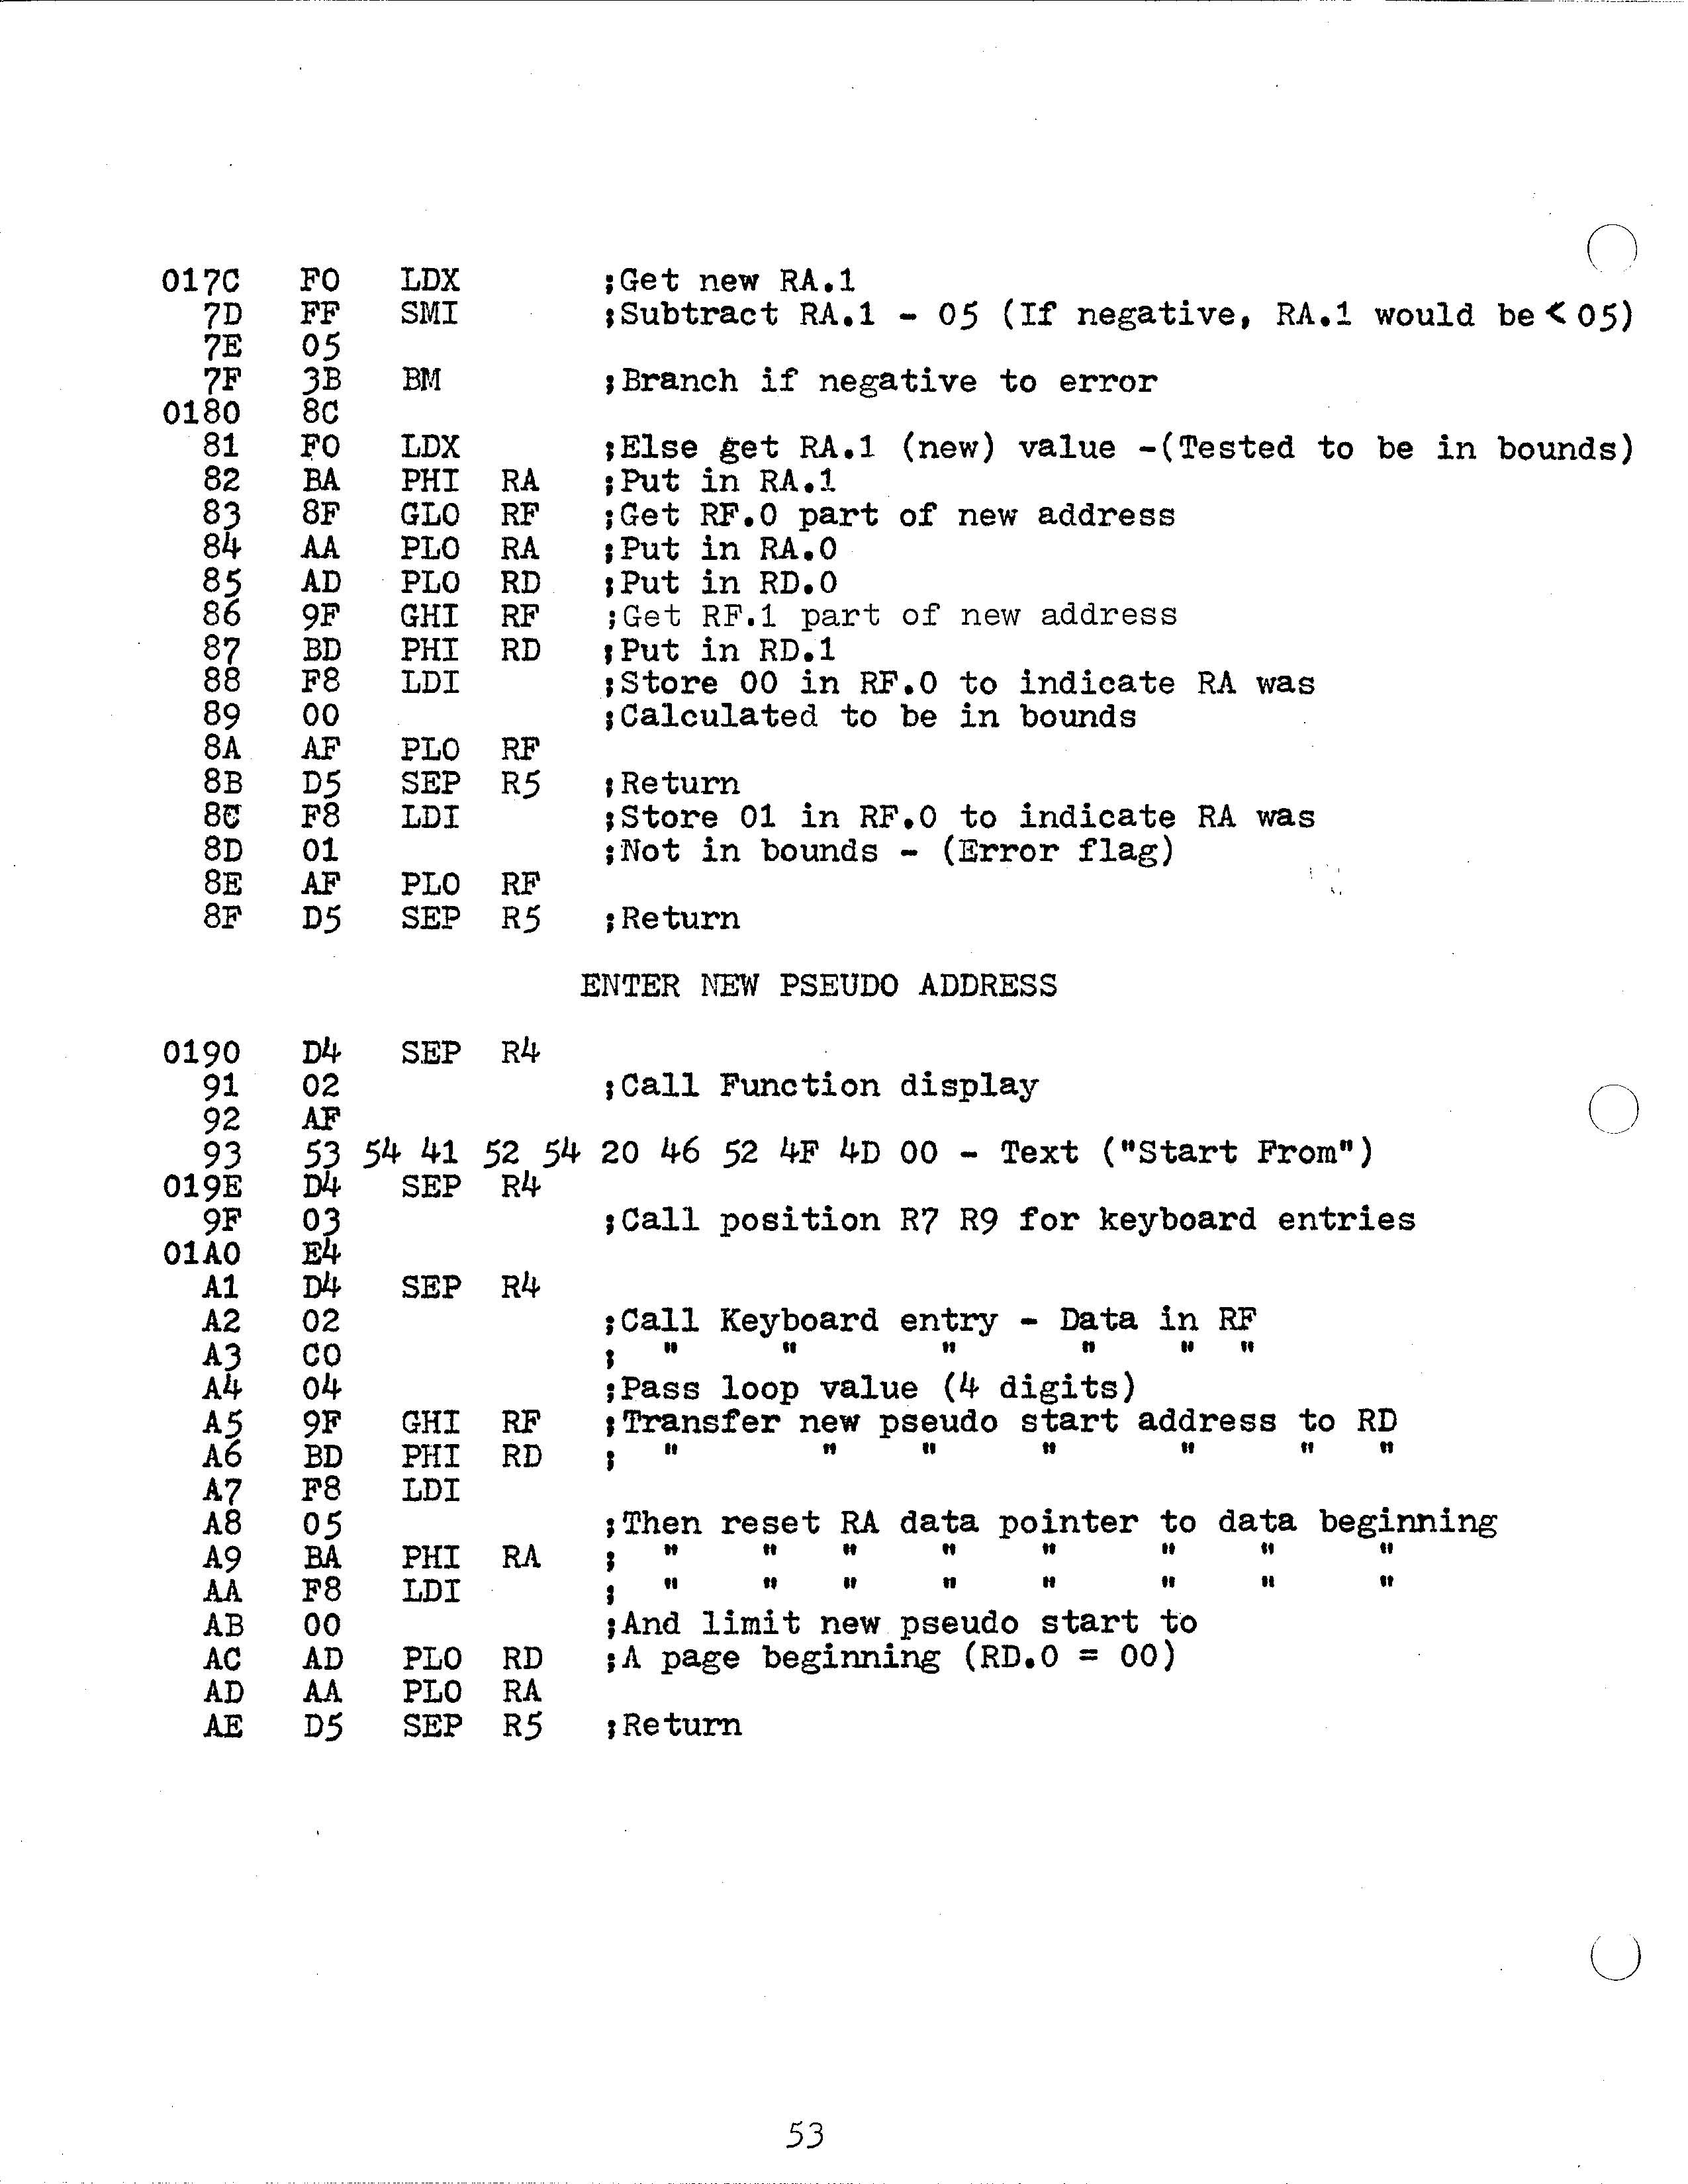 017C FO LDX ;Get new RA.1
7D FF SMI ;Subtract RA.1 - 05 (If negative, RA.1 would be < 05)
7E 05
7F 3B BM ;Branch if negative to error
0180 8C
81 FO LDX ;Else get RA.1 (new) value -(Tested to be in bounds)
82 BA PHI RA ;Put in RA.1
83 8F GLO RF ;Get RF.0 part of new address
84 AA PLO RA ;Put in RA.0
85 AD PLO RD ;Put in RD.0
86 9F GHI RF ;Get RF.1 part of new address
87 BD PHI RD ;Put in RD.1
88 F8 LDI ;Store 00 in RF.0 to indicate RA was
89 00 ;Calculated to be in bounds
8A AF PLO RF
8B D5 SEP R5 ;Return
8C F8 LDI ;Store 01 in RF.0 to indicate RA was
8D 01 ;Not in bounds - (Error flag)
8E AF PLO RF
8F D5 SEP R5 ;Return
ENTER NEW PSEUDO ADDRESS
0190 D4 SEP R4
91 02 ;Call Function display
92 AF
93 53 54 41 52 54 20 46 52 4F 4D 00 - Text ("Start From")
019E D4 SEP R4
9F 03 ;Call position R7 R9 for keyboard entries
01A0 E4
A1 D4 SEP R4
A2 02 ;Call Keyboard entry - Data in RF
A3 CO ; " " " " " "
A4 04 ;Pass loop value (4 digits)
A5 9F GHI RF ;Transfer new pseudo start address to RD
A6 BD PHI RD ; " " " " " " "
A7 F8 LDI
A8 05 ;Then reset RA data pointer to data beginning
A9 BA PHI RA ; " " " " " " " "
AA F8 LDI ; " " " " " " " "
AB 00 ;And limit new pseudo start to
AC AD PLO RD ;A page beginning (RD.0 = 00)
AD AA PLO RA
AE D5 SEP R5 ;Return
53